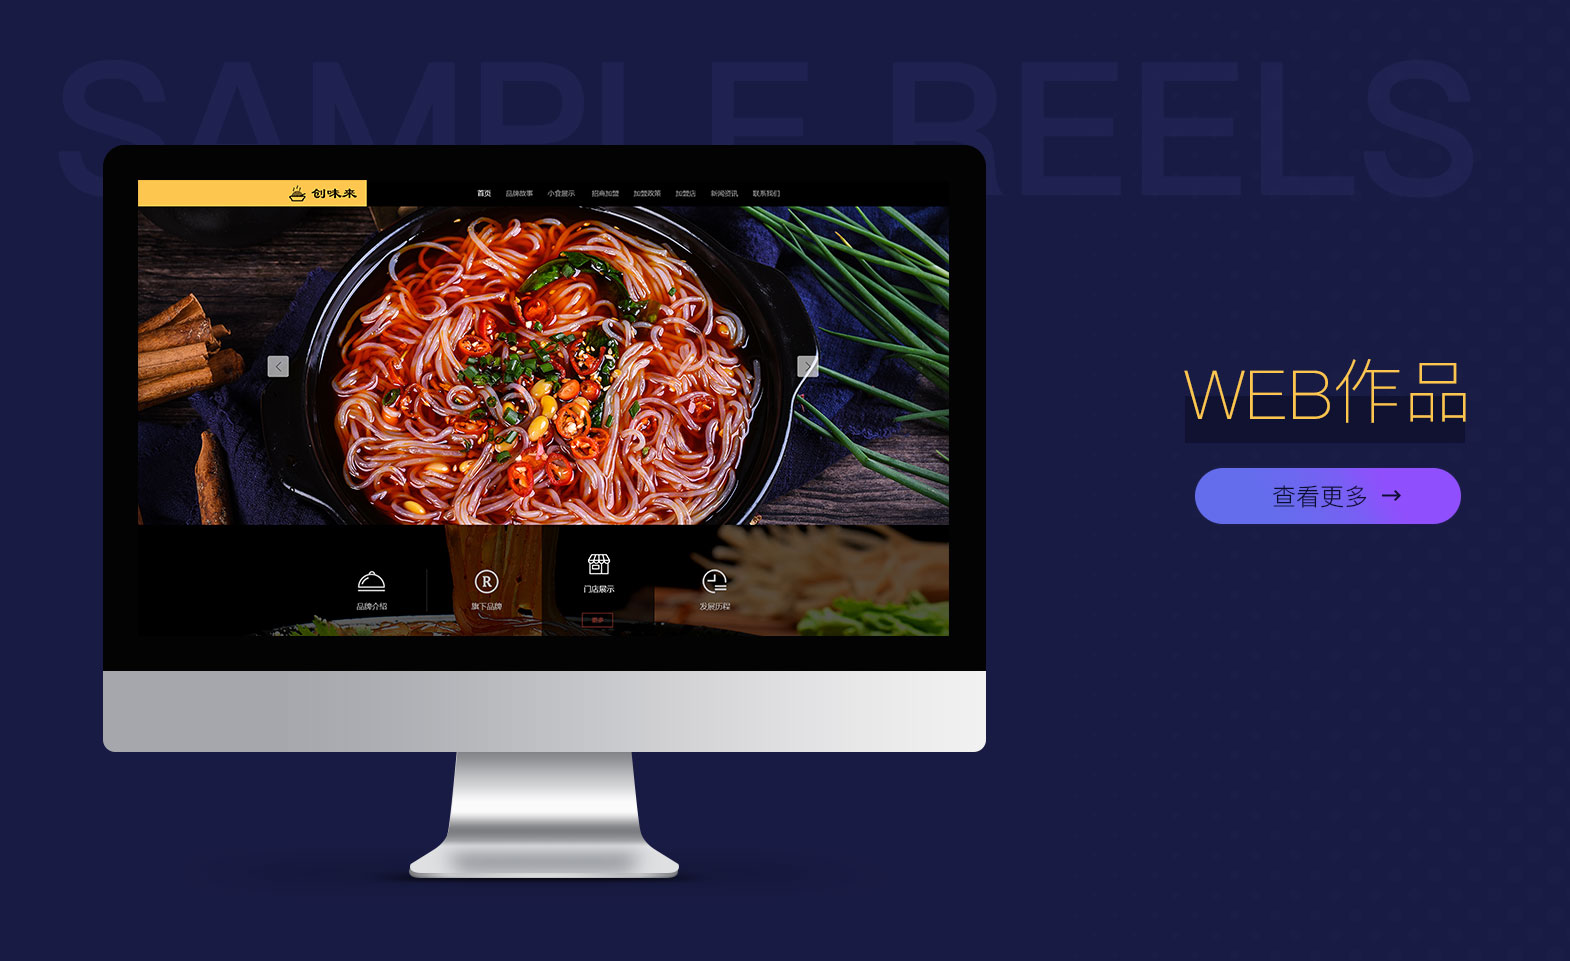 SAMPLE REELS
创味来
首页 品牌故事 小食展示 招商加盟 加盟政策 加盟店 新闻资讯 联系我们
WEB作品
查看更多 →
R
品牌介绍 旗下品牌 门店展示 发展历程
更多